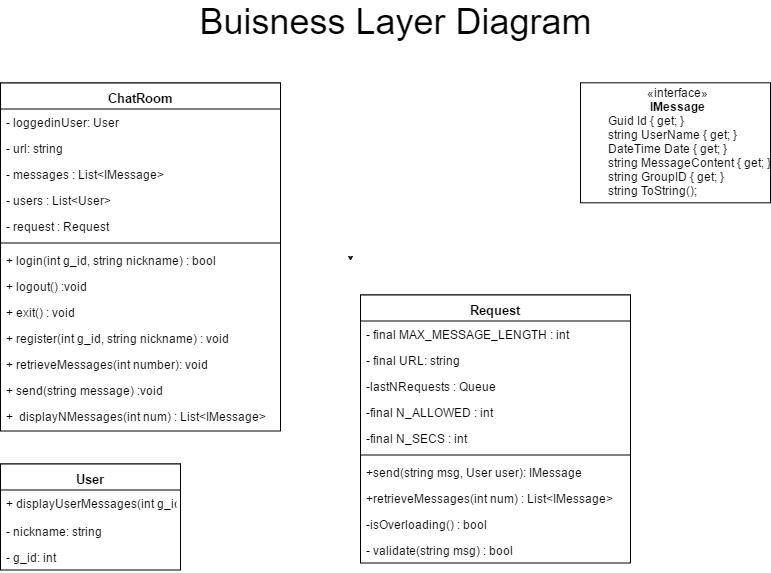 Buisness Layer Diagram
ChatRoom
- loggedinUser: User
- url: string
- messages : List<IMessage>
- users : List<User>
- request : Request
+ login(int g_id, string nickname) : bool
+ logout() :void
+ exit() : void
+ register(int g_id, string nickname) : void
+ retrieveMessages(int number): void
+ send(string message) :void
+ displayNMessages(int num) : List<IMessage>
User
+ displayUserMessages(int g_id
- nickname: string
- g_id: int
«interface»
IMessage
Guid Id { get; }
string UserName { get; }
DateTime Date { get; }
string MessageContent { get; }
string GroupID { get; }
string ToString();
Request
- final MAX_MESSAGE_LENGTH : int
- final URL: string
-lastNRequests : Queue
-final N_ALLOWED : int
-final N_SECS : int
+send(string msg, User user): IMessage
+retrieveMessages(int num) : List<IMessage>
-isOverloading() : bool
- validate(string msg) : bool